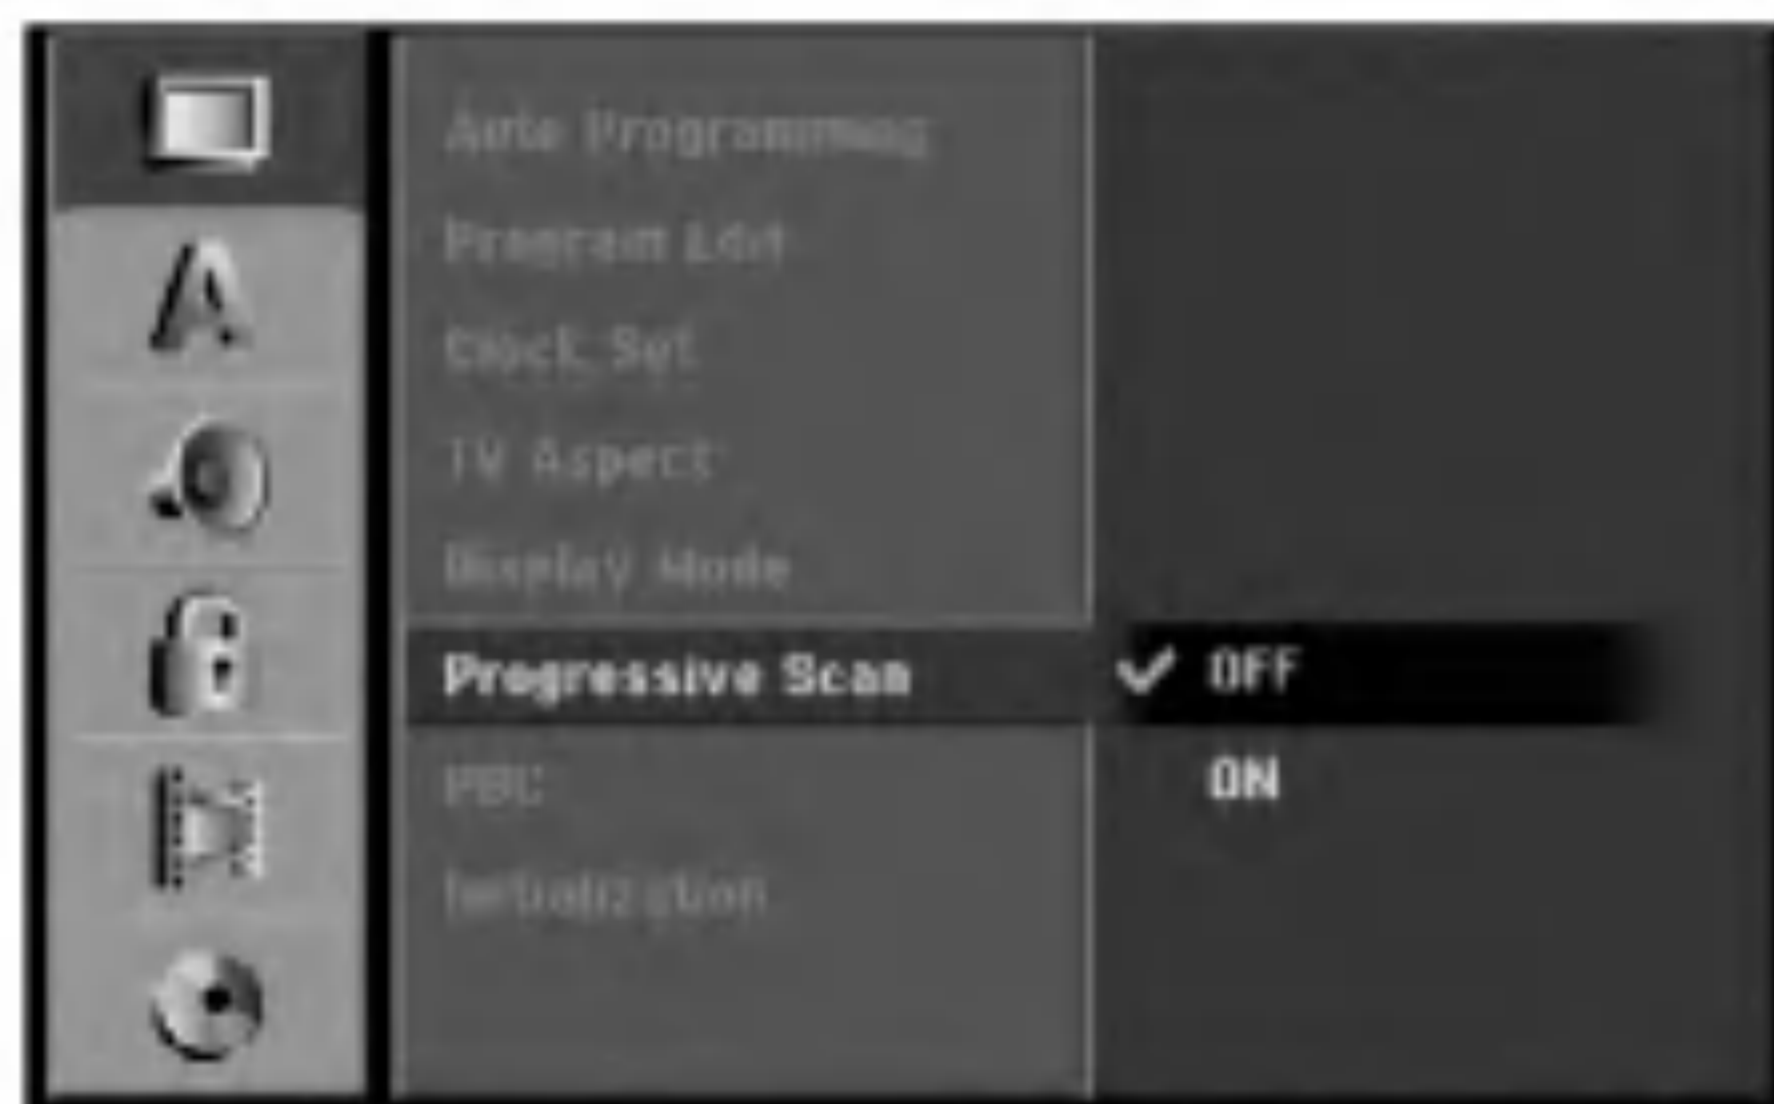 A
Auto Programming
Program Edit
Clock Set
TV Aspect
Display Mode
Progressive Scan
OFF
ON
PBC
Initialization